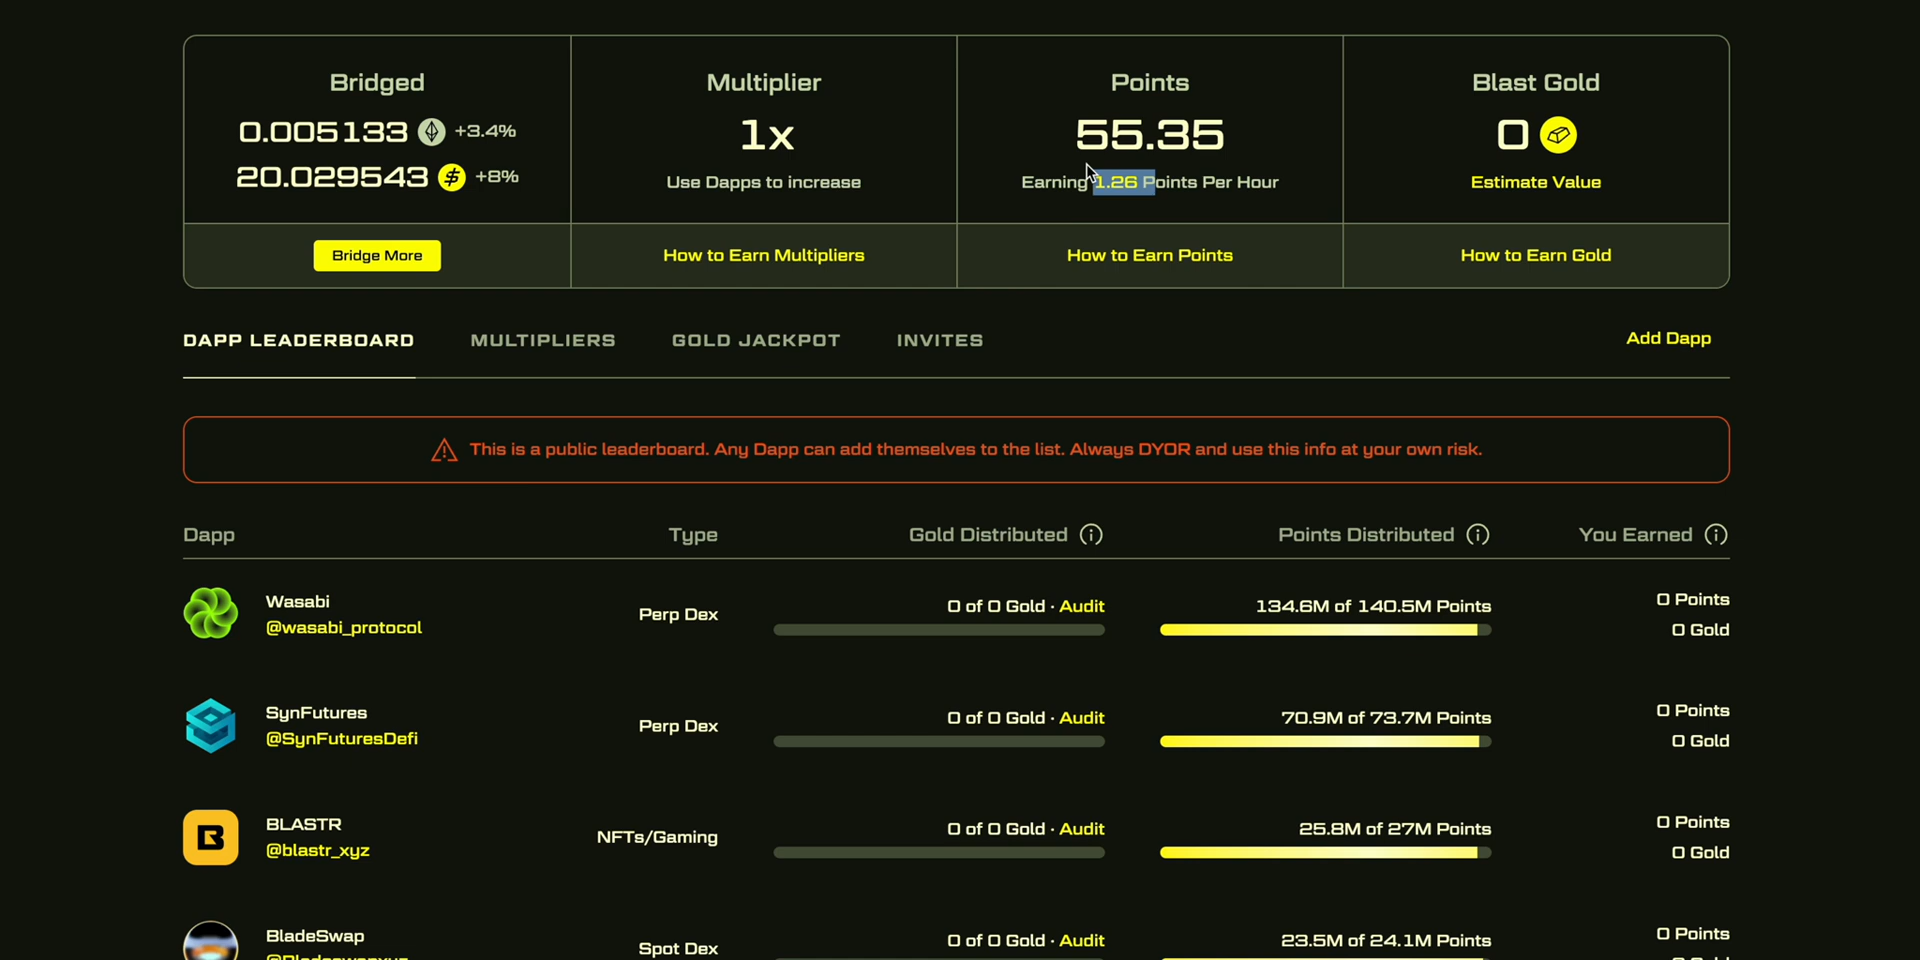 Bridged
0.005133 +3.4%
20.029543 +8%
Bridge More
Multiplier
1x
Use Dapps to increase
How to Earn Multipliers
Points
55.35
Earning 1.26 Points Per Hour
How to Earn Points
Blast Gold
0
Estimate Value
How to Earn Gold
DAPP LEADERBOARD MULTIPLIERS GOLD JACKPOT INVITES Add Dapp
This is a public leaderboard. Any Dapp can add themselves to the list. Always DYOR and use this info at your own risk.
Dapp Type Gold Distributed Points Distributed You Earned
Wasabi
@wasabi_protocol
Perp Dex
0 of 0 Gold · Audit
134.6M of 140.5M Points
0 Points
0 Gold
SynFutures
@SynFuturesDefi
Perp Dex
0 of 0 Gold · Audit
70.9M of 73.7M Points
0 Points
0 Gold
BLASTR
@blastr_xyz
NFTs/Gaming
0 of 0 Gold · Audit
25.8M of 27M Points
0 Points
0 Gold
BladeSwap
Spot Dex
0 of 0 Gold · Audit
23.5M of 24.1M Points
0 Points